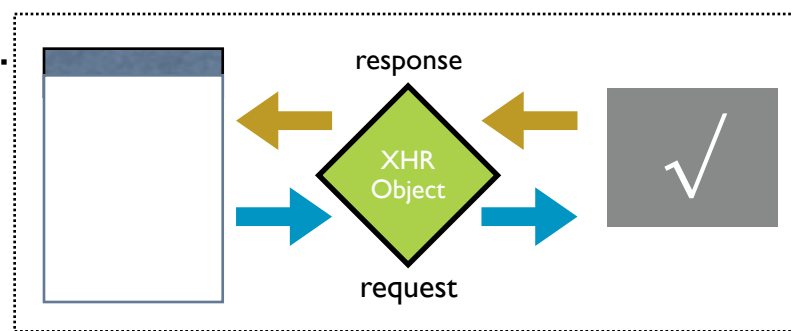 response
XHR
Object
√
request